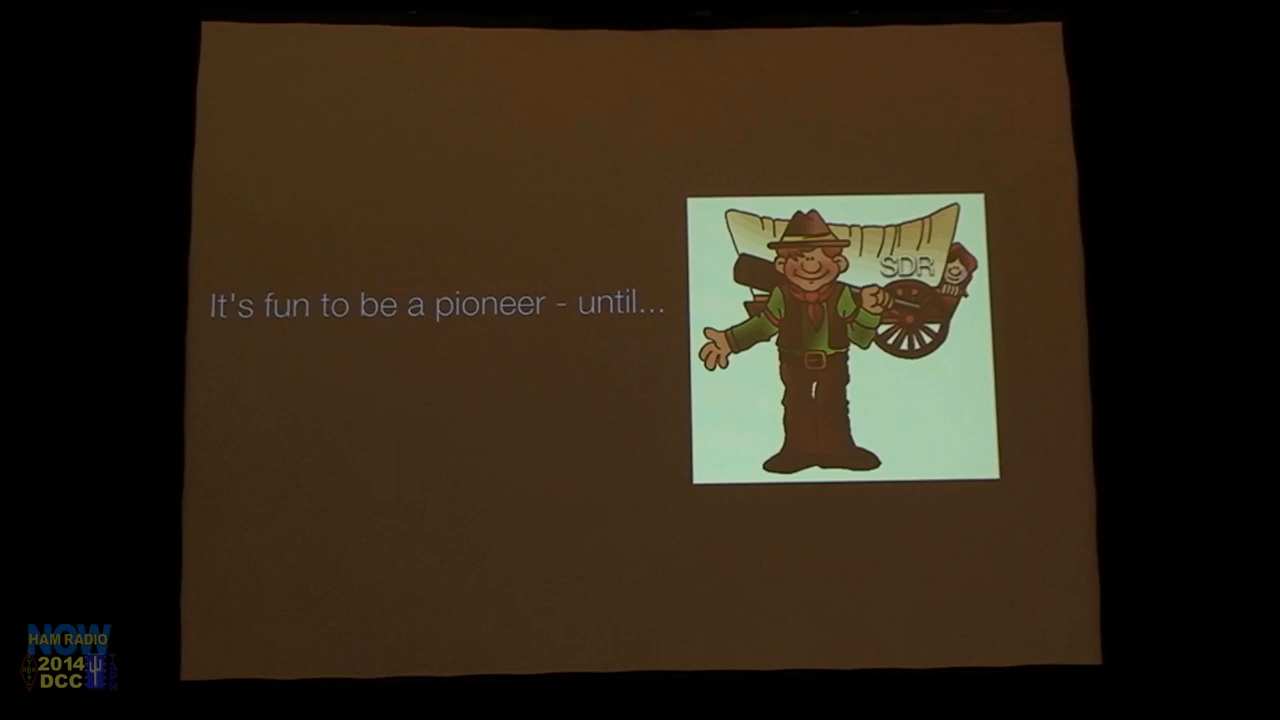 It's fun to be a pioneer - until...
SDR
NOW
HAM RADIO
2014
DCC